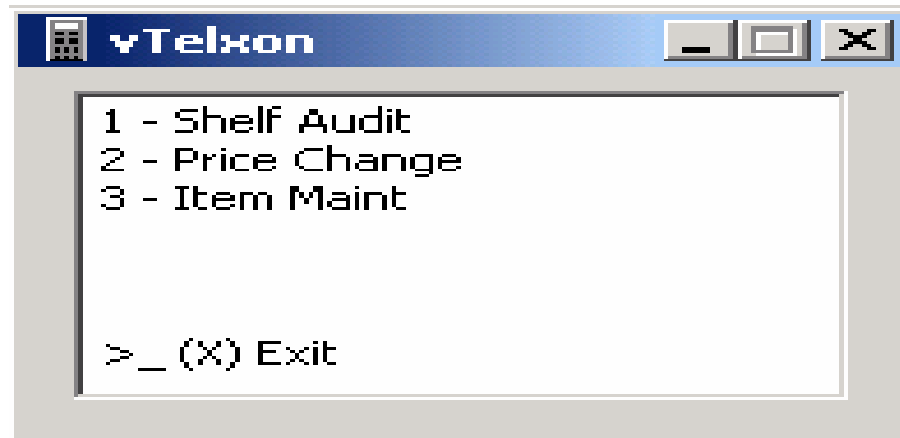 vTelxon
1 - Shelf Audit
2 - Price Change
3 - Item Maint
>_ (X) Exit